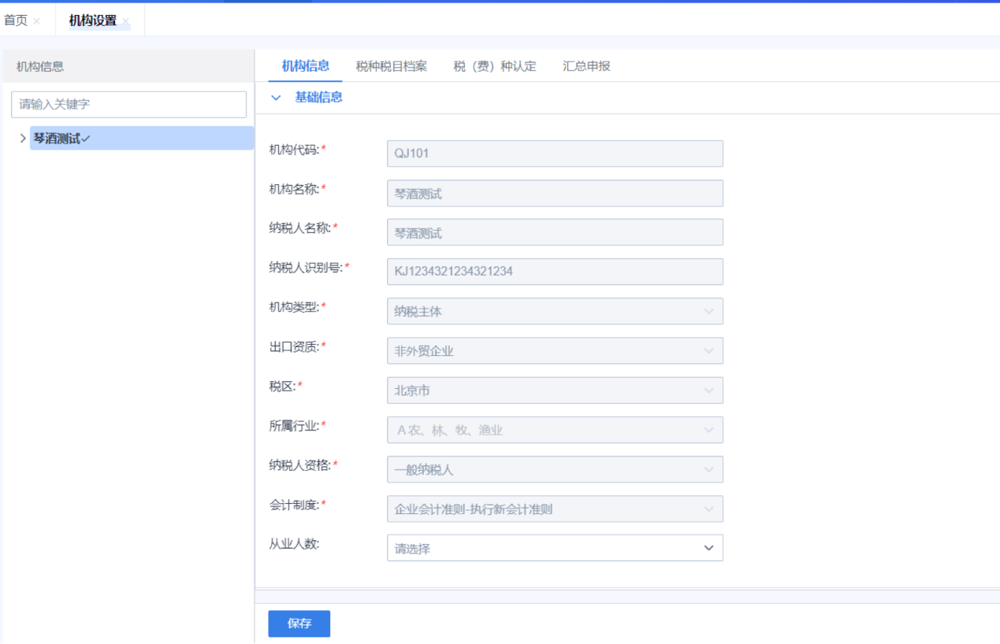 首页 ×
机构设置 ×
机构信息
请输入关键字
琴酒测试✓
机构信息 税种税目档案 税（费）种认定 汇总申报
基础信息
机构代码:* QJ101
机构名称:* 琴酒测试
纳税人名称:* 琴酒测试
纳税人识别号:* KJ1234321234321234
机构类型:* 纳税主体
出口资质:* 非外贸企业
税区:* 北京市
所属行业:* A 农、林、牧、渔业
纳税人资格:* 一般纳税人
会计制度:* 企业会计准则-执行新会计准则
从业人数: 请选择
保存